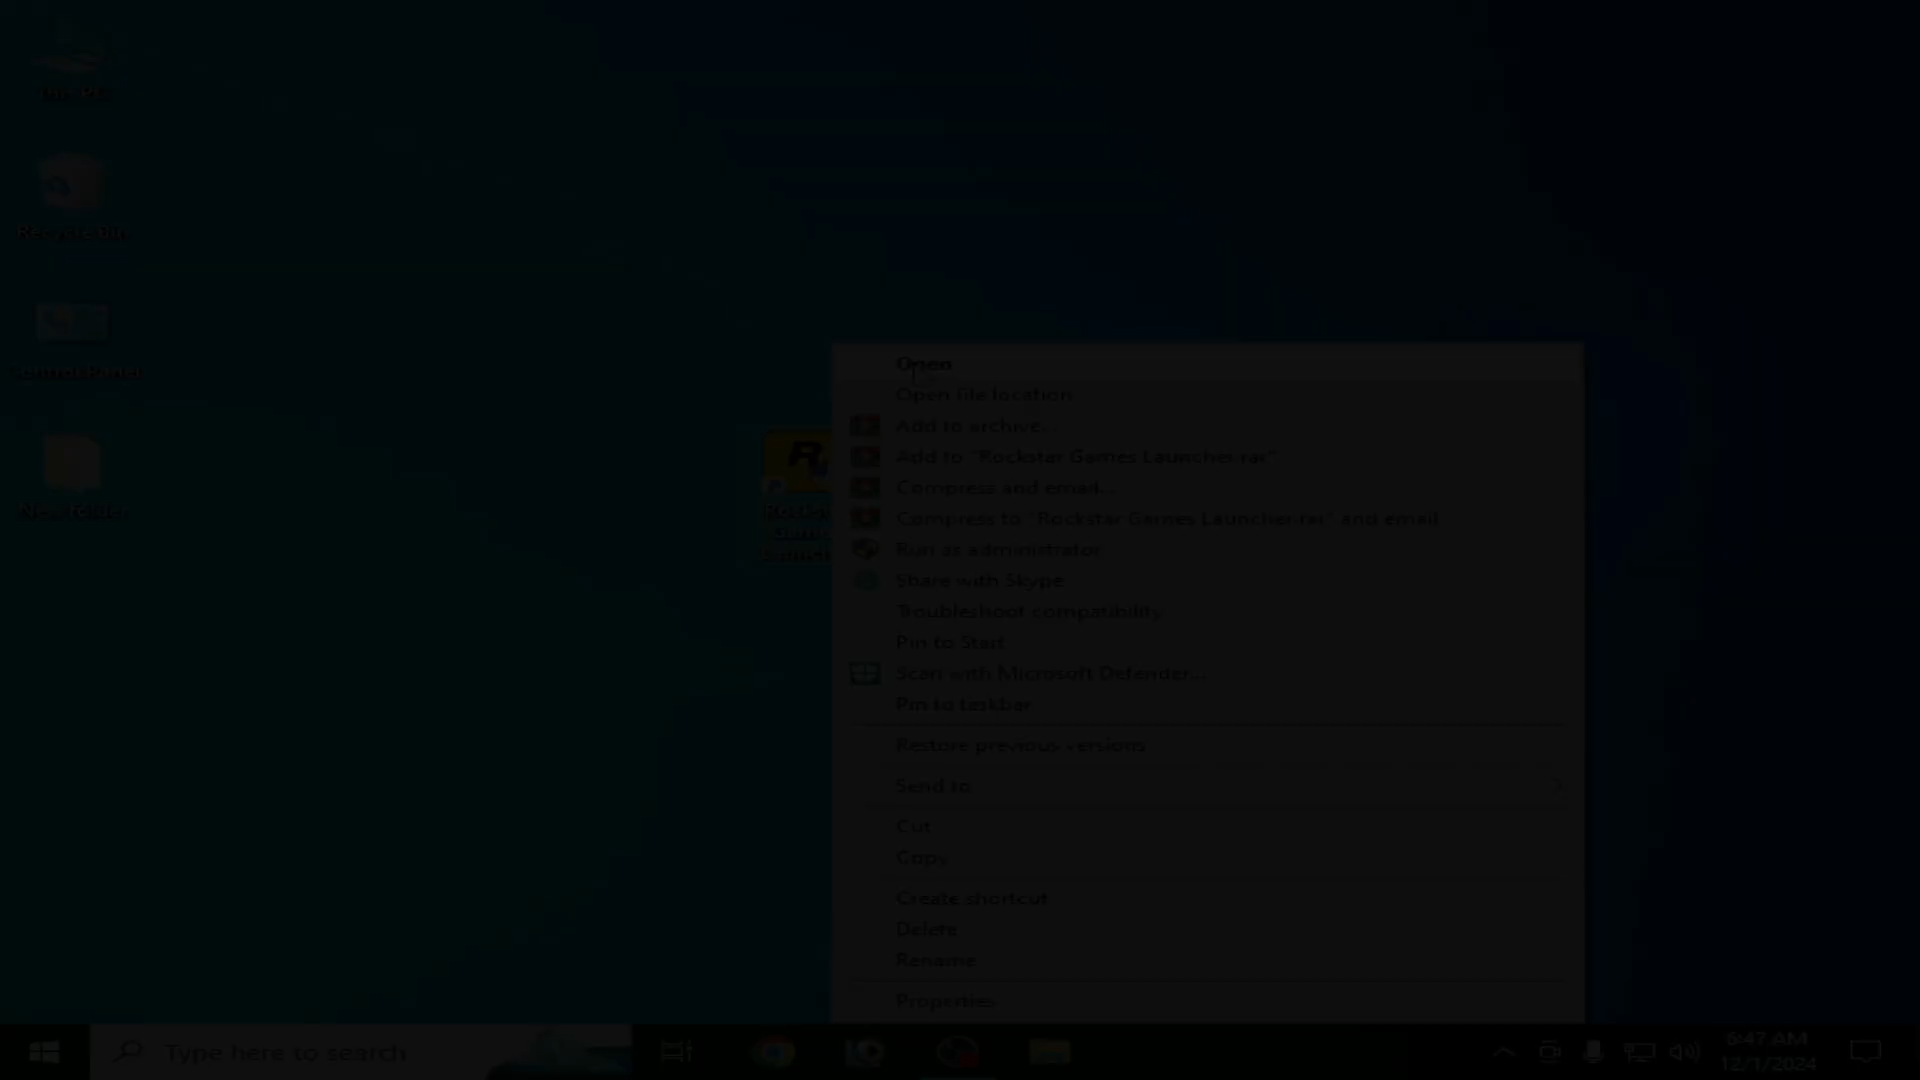 This PC
Recycle Bin
Control Panel
New folder
Open
Open file location
Add to archive...
Add to "Rockstar Games Launcher.rar"
Compress and email...
Compress to "Rockstar Games Launcher.rar" and email
Run as administrator
Share with Skype
Troubleshoot compatibility
Pin to Start
Scan with Microsoft Defender...
Pin to taskbar
Restore previous versions
Send to
Cut
Copy
Create shortcut
Delete
Rename
Properties
Type here to search
12/1/2024